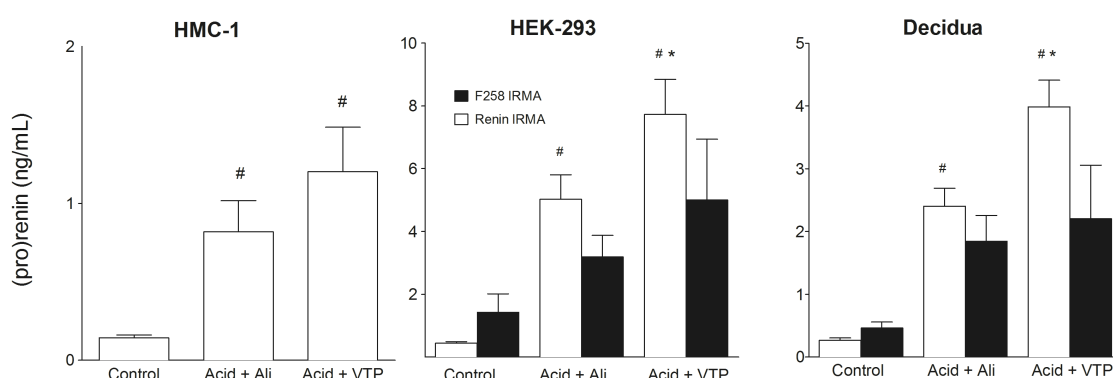 HMC-1
HEK-293
Decidua
(pro)renin (ng/mL)
2
1
0
#
#
Control
Acid + Ali
Acid + VTP
10
8
6
4
2
F258 IRMA
Renin IRMA
#
# *
Control
Acid + Ali
Acid + VTP
5
4
3
2
1
0
#
# *
Control
Acid + Ali
Acid + VTP